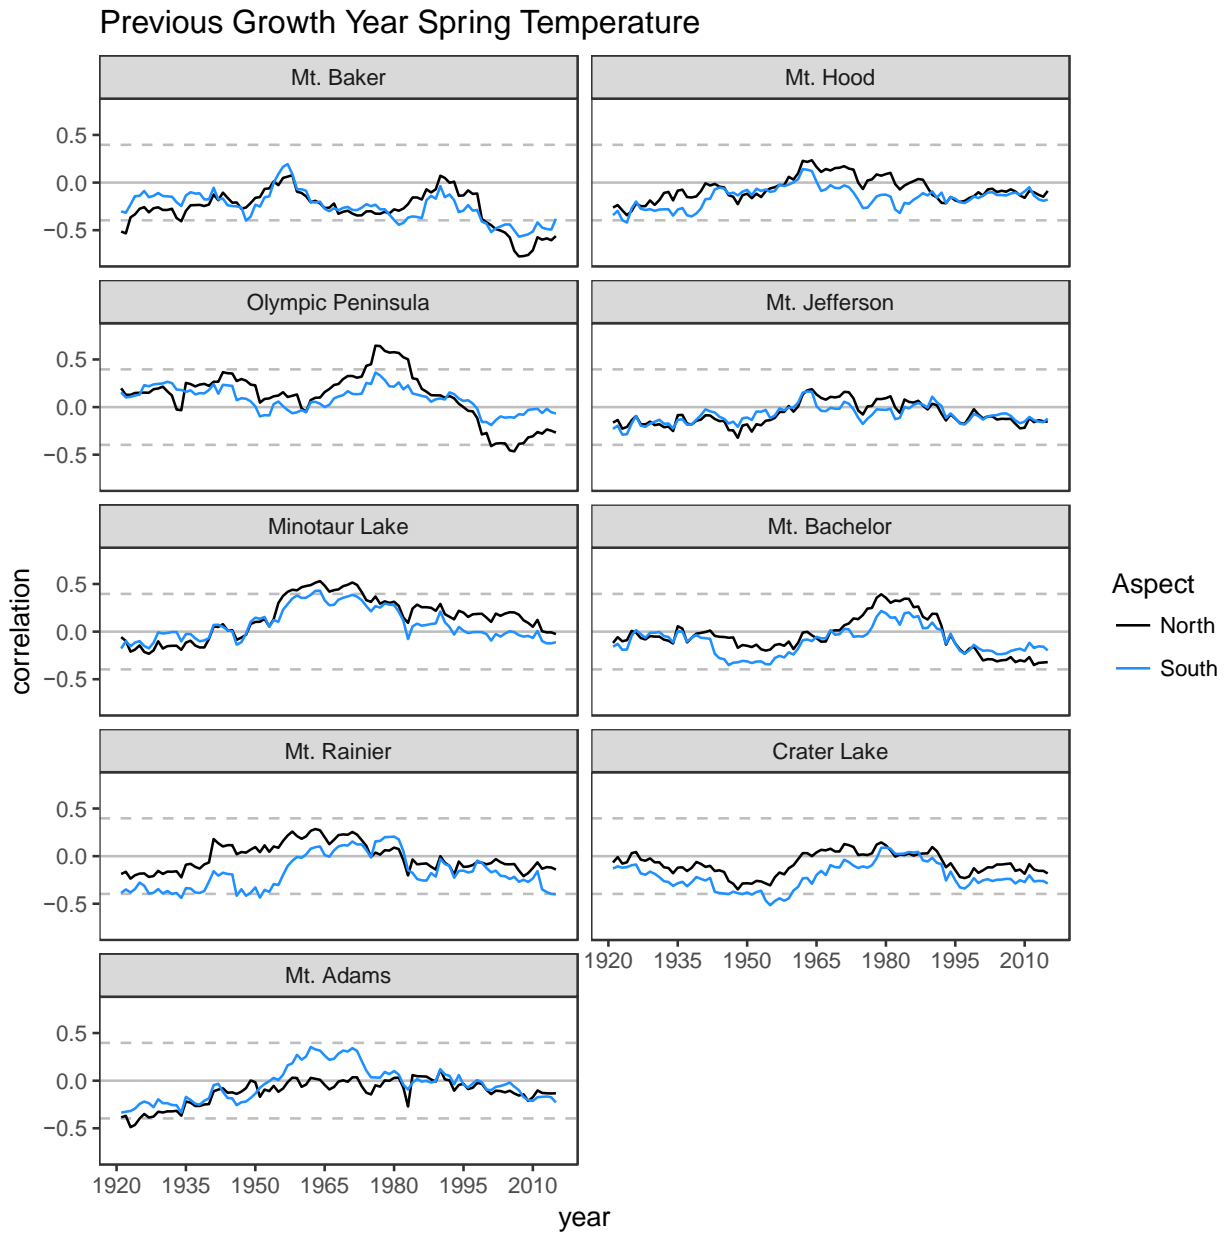 Previous Growth Year Spring Temperature
Mt. Baker
Mt. Hood
0.5
0.0
−0.5
Olympic Peninsula
Mt. Jefferson
0.5
0.0
−0.5
Minotaur Lake
Mt. Bachelor
0.5
0.0
−0.5
correlation
Aspect
North
South
Mt. Rainier
Crater Lake
0.5
0.0
−0.5
1920 1935 1950 1965 1980 1995 2010
Mt. Adams
0.5
0.0
−0.5
1920 1935 1950 1965 1980 1995 2010
year